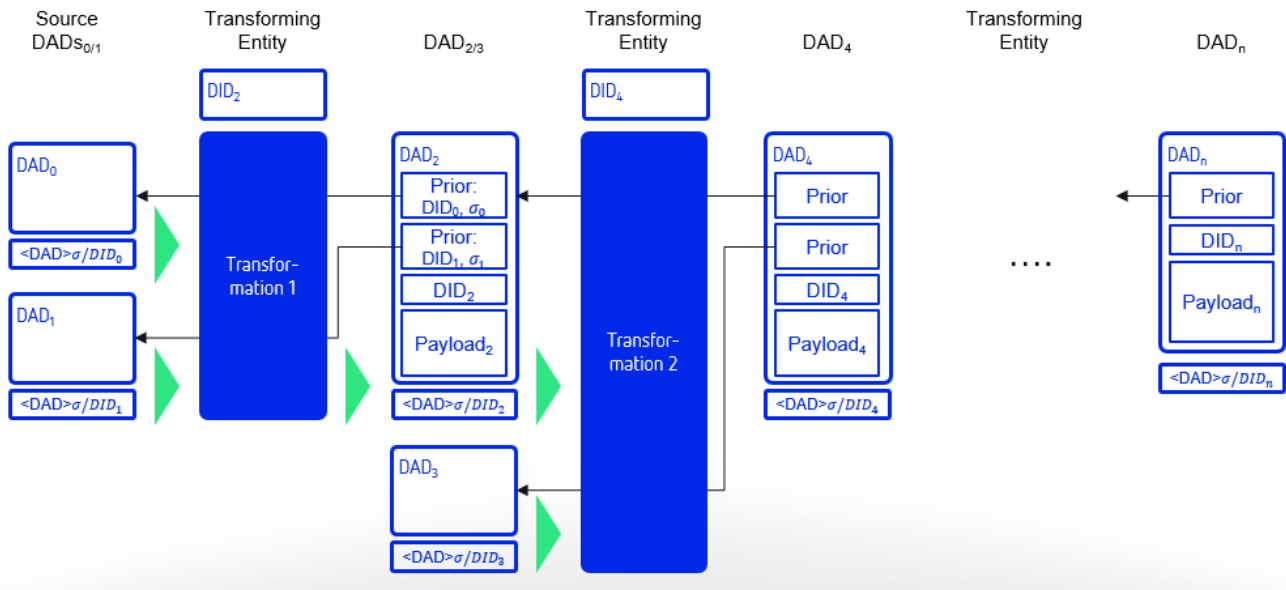 Source
DADs₀/₁
Transforming
Entity
DAD₂/₃
Transforming
Entity
DAD₄
Transforming
Entity
DADₙ
DID₂
DID₄
DAD₀
<DAD>σ/DID₀
DAD₁
<DAD>σ/DID₁
Transfor-
mation 1
DAD₂
Prior:
DID₀, σ₀
Prior:
DID₁, σ₁
DID₂
Payload₂
<DAD>σ/DID₂
DAD₃
<DAD>σ/DID₃
Transfor-
mation 2
DAD₄
Prior
Prior
DID₄
Payload₄
<DAD>σ/DID₄
....
DADₙ
Prior
DIDₙ
Payloadₙ
<DAD>σ/DIDₙ